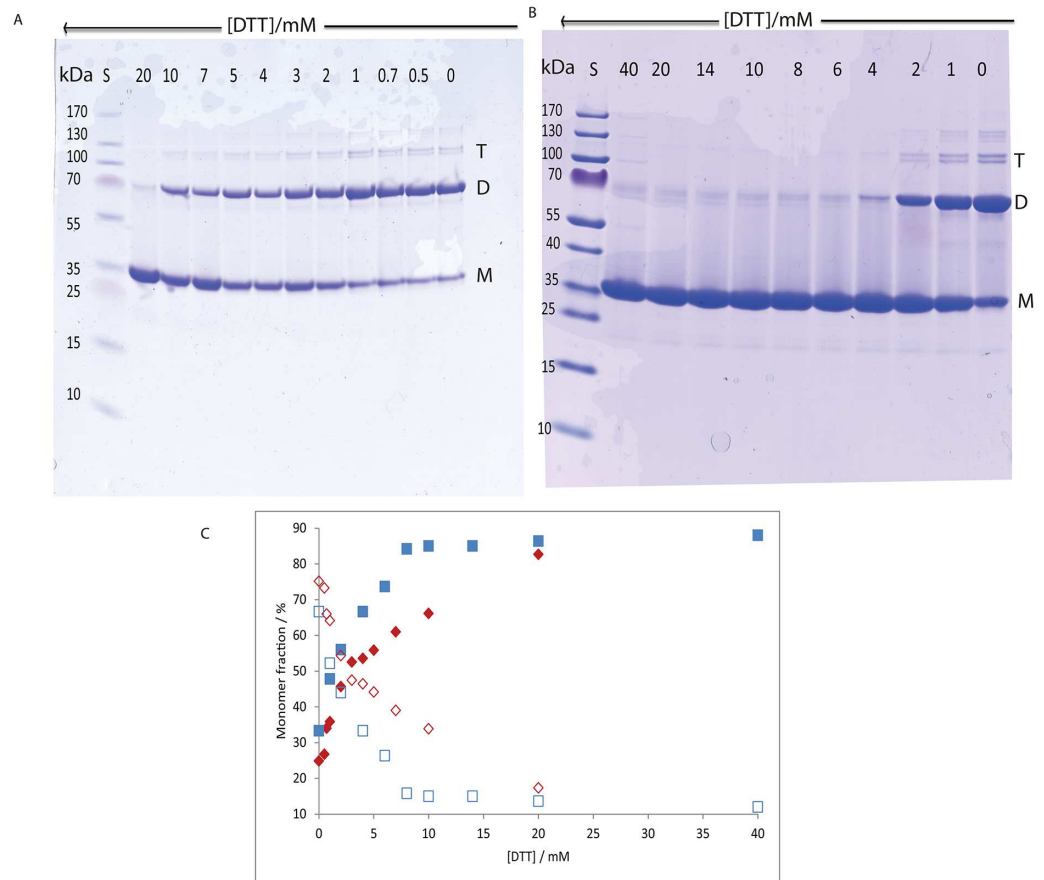 A
[DTT]/mM
kDa S 20 10 7 5 4 3 2 1 0.7 0.5 0
170
130
100
70
55
35
25
15
10
T
D
M
B
[DTT]/mM
kDa S 40 20 14 10 8 6 4 2 1 0
170
130
100
70
55
40
35
25
15
10
T
D
M
C
90
80
70
60
50
40
30
20
10
Monomer fraction / %
0 5 10 15 20 25 30 35 40
[DTT] / mM